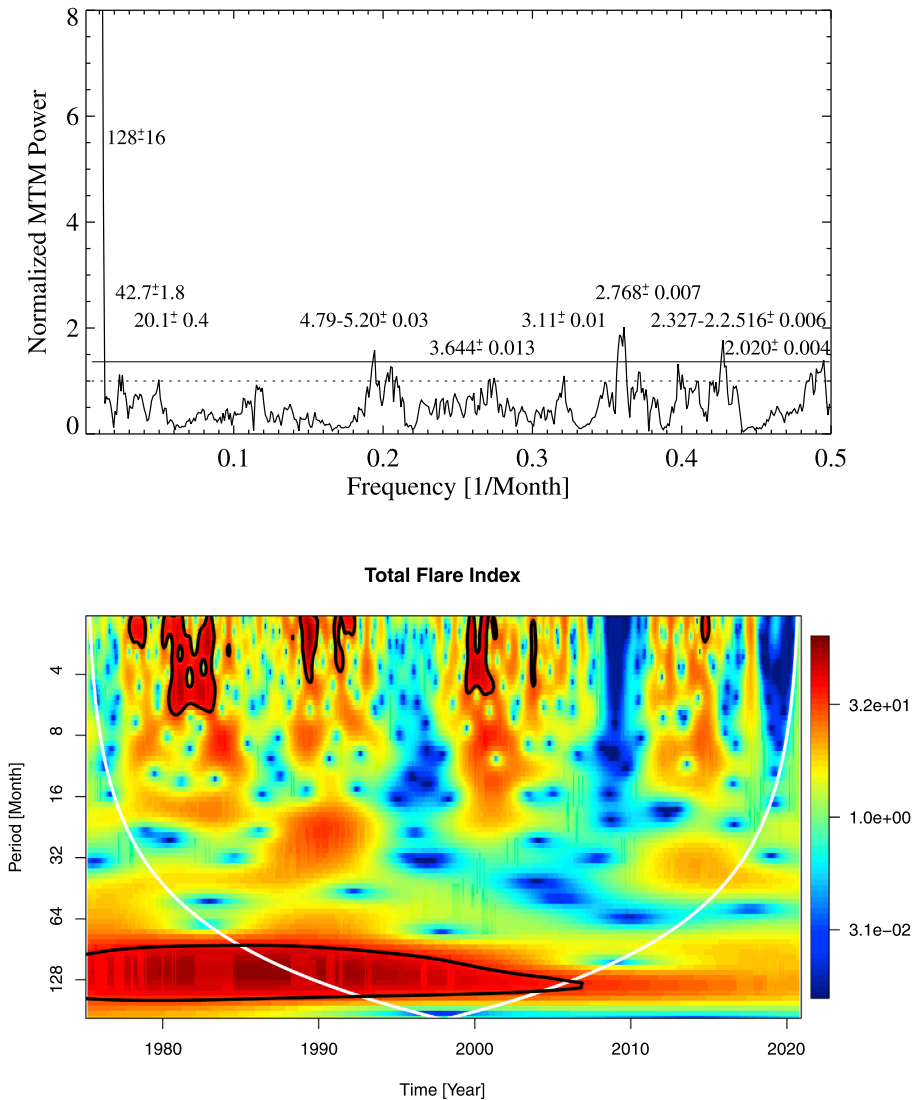 8
6
4
2
0
Normalized MTM Power
128±16
42.7±1.8
2.768± 0.007
20.1± 0.4
4.79-5.20± 0.03
3.11± 0.01
2.327-2.2.516± 0.006
3.644± 0.013
2.020± 0.004
0.1 0.2 0.3 0.4 0.5
Frequency [1/Month]
Total Flare Index
4
8
16
32
64
128
Period [Month]
3.2e+01
1.0e+00
3.1e−02
1980 1990 2000 2010 2020
Time [Year]